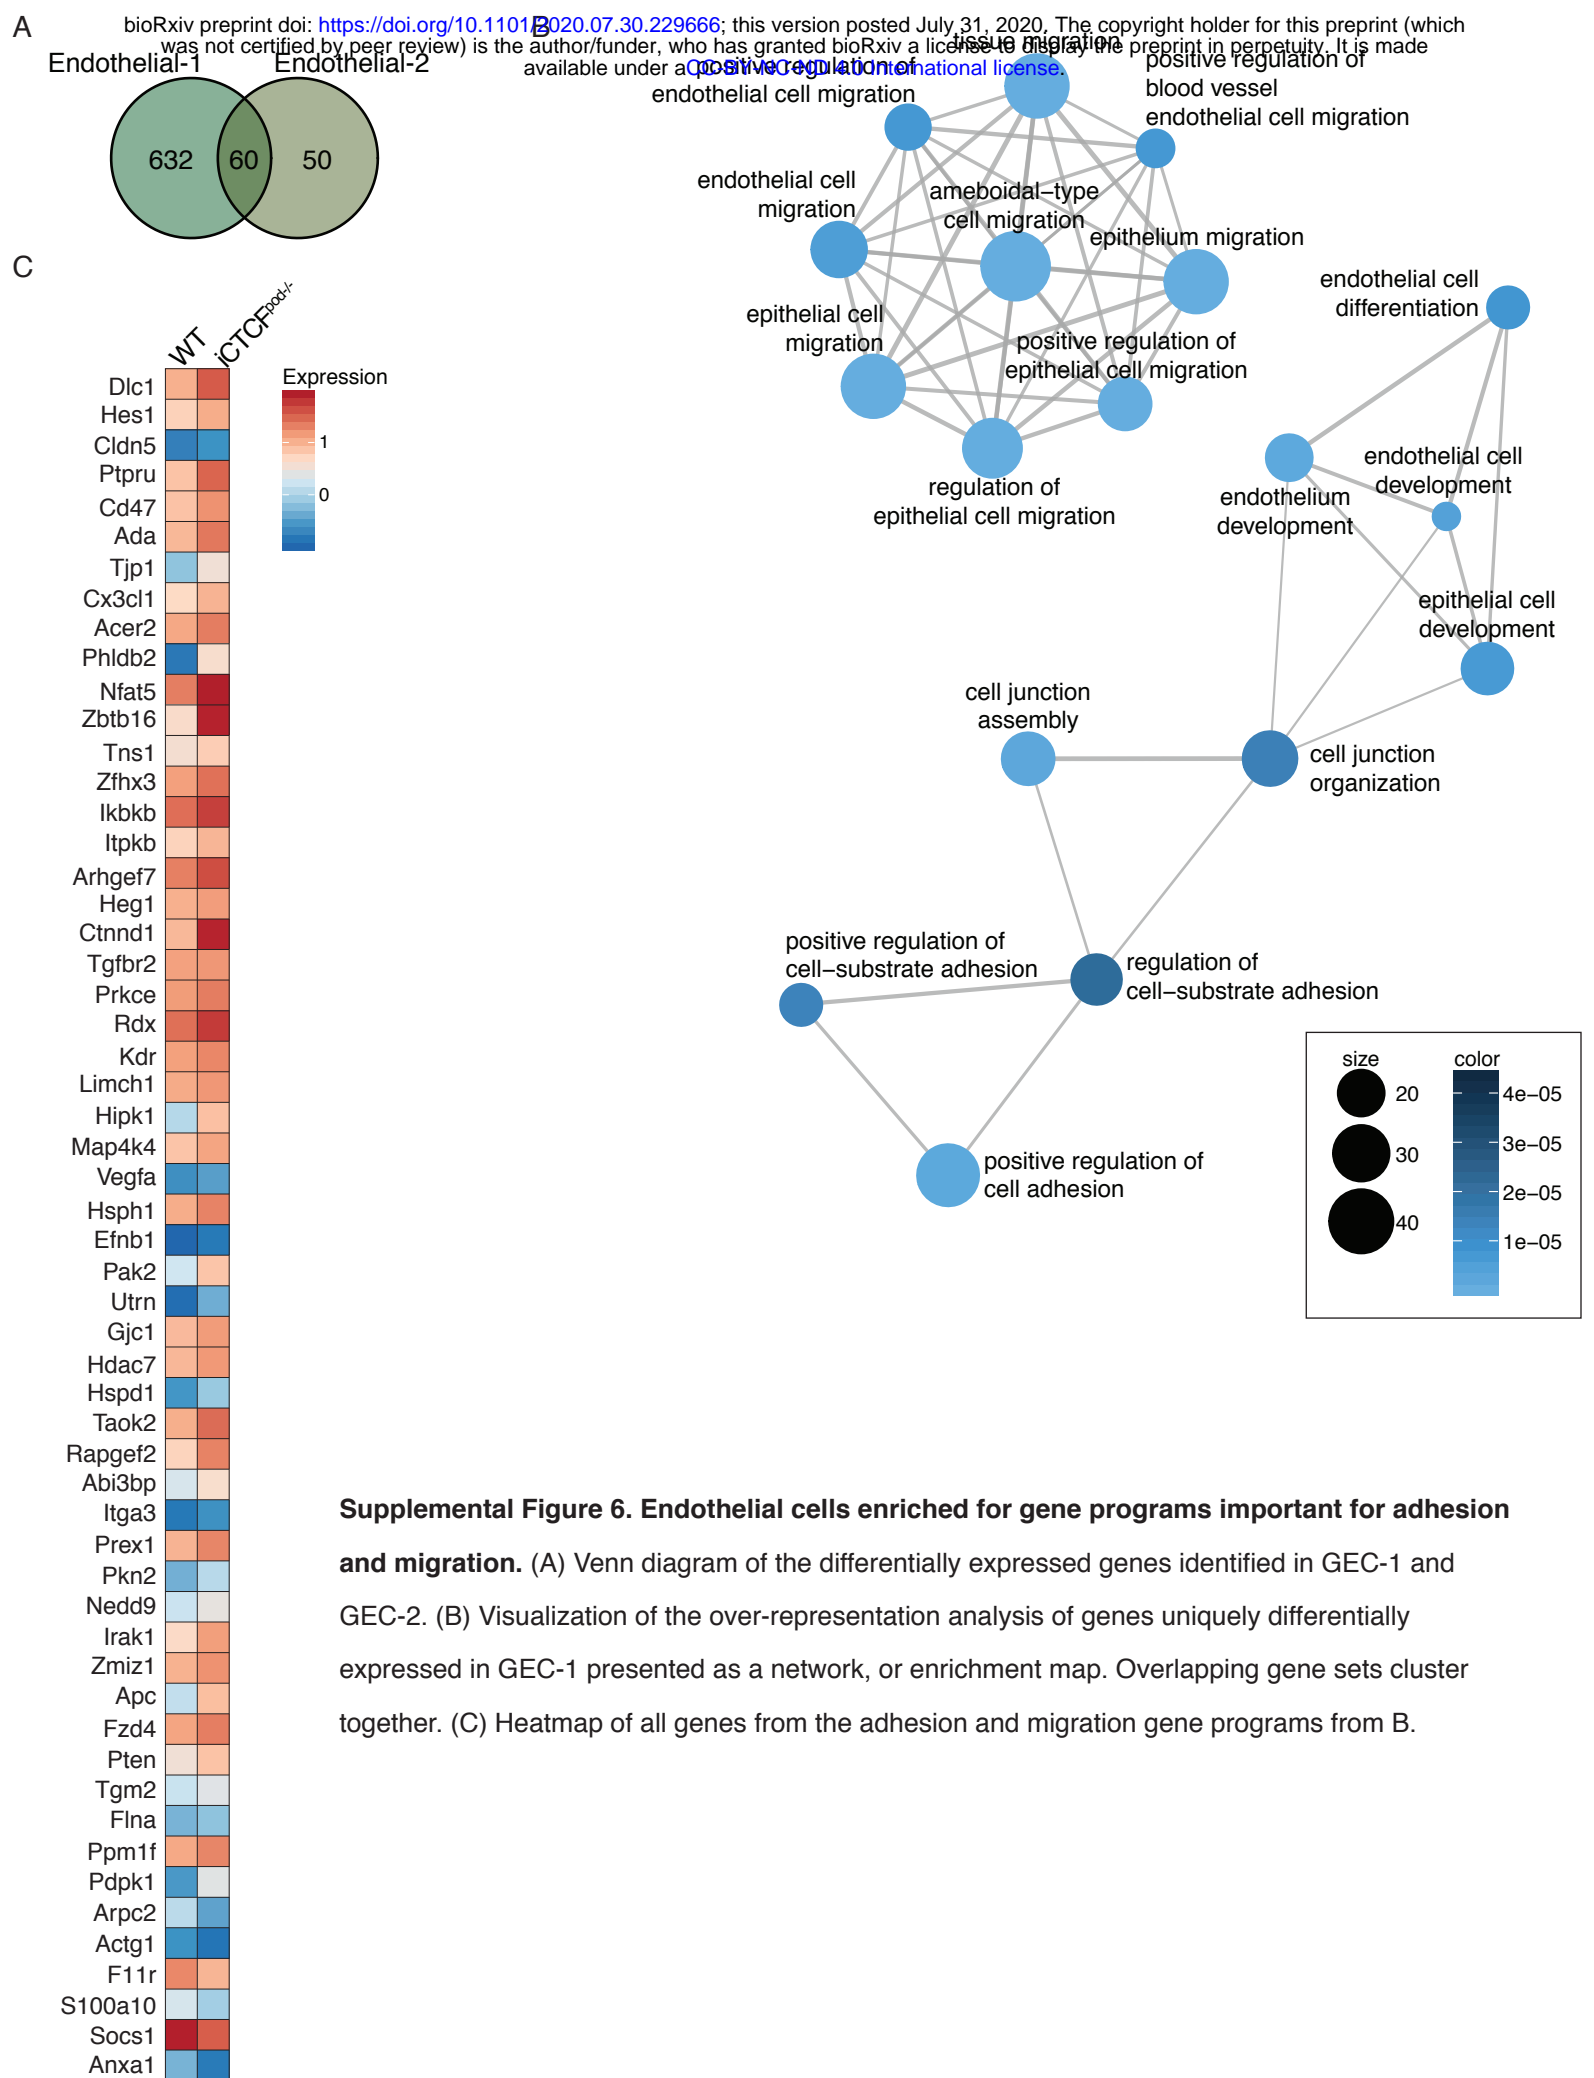 bioRxiv preprint doi: https://doi.org/10.1101/2020.07.30.229666; this version posted July 31, 2020. The copyright holder for this preprint (which
was not certified by peer review) is the author/funder, who has granted bioRxiv a license to display the preprint in perpetuity. It is made
available under a CC-BY-NC-ND 4.0 International license.
A
Endothelial-1
Endothelial-2
632
60
50
B
tissue migration
positive regulation of
endothelial cell migration
positive regulation of
blood vessel
endothelial cell migration
endothelial cell
migration
ameboidal−type
cell migration
epithelium migration
epithelial cell
migration
positive regulation of
epithelial cell migration
regulation of
epithelial cell migration
endothelial cell
differentiation
endothelium
development
endothelial cell
development
epithelial cell
development
cell junction
assembly
cell junction
organization
positive regulation of
cell−substrate adhesion
regulation of
cell−substrate adhesion
positive regulation of
cell adhesion
size
20
30
40
color
4e−05
3e−05
2e−05
1e−05
C
WT
iCTCFpod-/-
Expression
1
0
Dlc1
Hes1
Cldn5
Ptpru
Cd47
Ada
Tjp1
Cx3cl1
Acer2
Phldb2
Nfat5
Zbtb16
Tns1
Zfhx3
Ikbkb
Itpkb
Arhgef7
Heg1
Ctnnd1
Tgfbr2
Prkce
Rdx
Kdr
Limch1
Hipk1
Map4k4
Vegfa
Hsph1
Efnb1
Pak2
Utrn
Gjc1
Hdac7
Hspd1
Taok2
Rapgef2
Abi3bp
Itga3
Prex1
Pkn2
Nedd9
Irak1
Zmiz1
Apc
Fzd4
Pten
Tgm2
Flna
Ppm1f
Pdpk1
Arpc2
Actg1
F11r
S100a10
Socs1
Anxa1
Supplemental Figure 6. Endothelial cells enriched for gene programs important for adhesion
and migration. (A) Venn diagram of the differentially expressed genes identified in GEC-1 and
GEC-2. (B) Visualization of the over-representation analysis of genes uniquely differentially
expressed in GEC-1 presented as a network, or enrichment map. Overlapping gene sets cluster
together. (C) Heatmap of all genes from the adhesion and migration gene programs from B.